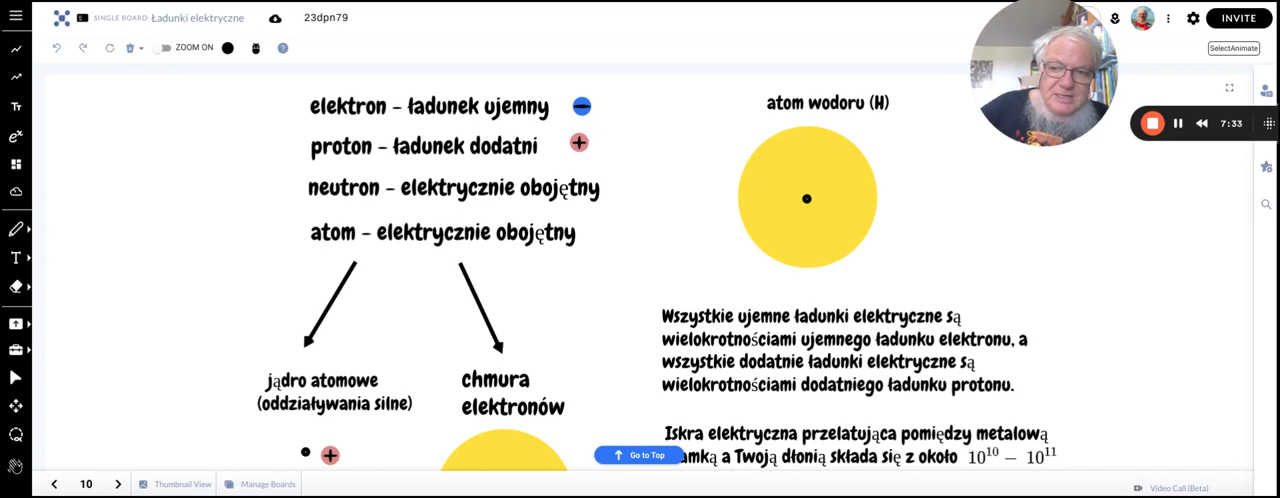 SINGLE BOARD: Ładunki elektryczne
23dpn79
INVITE
ZOOM ON
SelectAnimate
7:33
elektron – ładunek ujemny
proton – ładunek dodatni
neutron – elektrycznie obojętny
atom – elektrycznie obojętny
jądro atomowe
(oddziaływania silne)
chmura
elektronów
atom wodoru (H)
Wszystkie ujemne ładunki elektryczne są
wielokrotnościami ujemnego ładunku elektronu, a
wszystkie dodatnie ładunki elektryczne są
wielokrotnościami dodatniego ładunku protonu.
Iskra elektryczna przelatująca pomiędzy metalową
a Twoją dłonią składa się z około 10¹⁰ – 10¹¹
Go to Top
10
Thumbnail View
Manage Boards
Video Call (Beta)